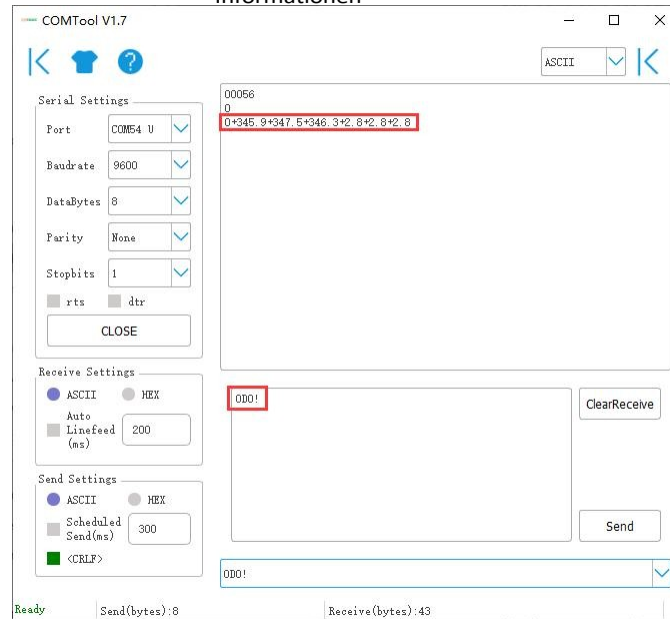 Informationen
COMTool V1.7
ASCII
Serial Settings
Port COM54 U
Baudrate 9600
DataBytes 8
Parity None
Stopbits 1
rts dtr
CLOSE
00056
0
0+345.9+347.5+346.3+2.8+2.8+2.8
Receive Settings
ASCII HEX
Auto
Linefeed
(ms)
200
0D0!
ClearReceive
Send Settings
ASCII HEX
Scheduled
Send(ms)
300
<CRLF>
Send
0D0!
Ready Send(bytes):8 Receive(bytes):43